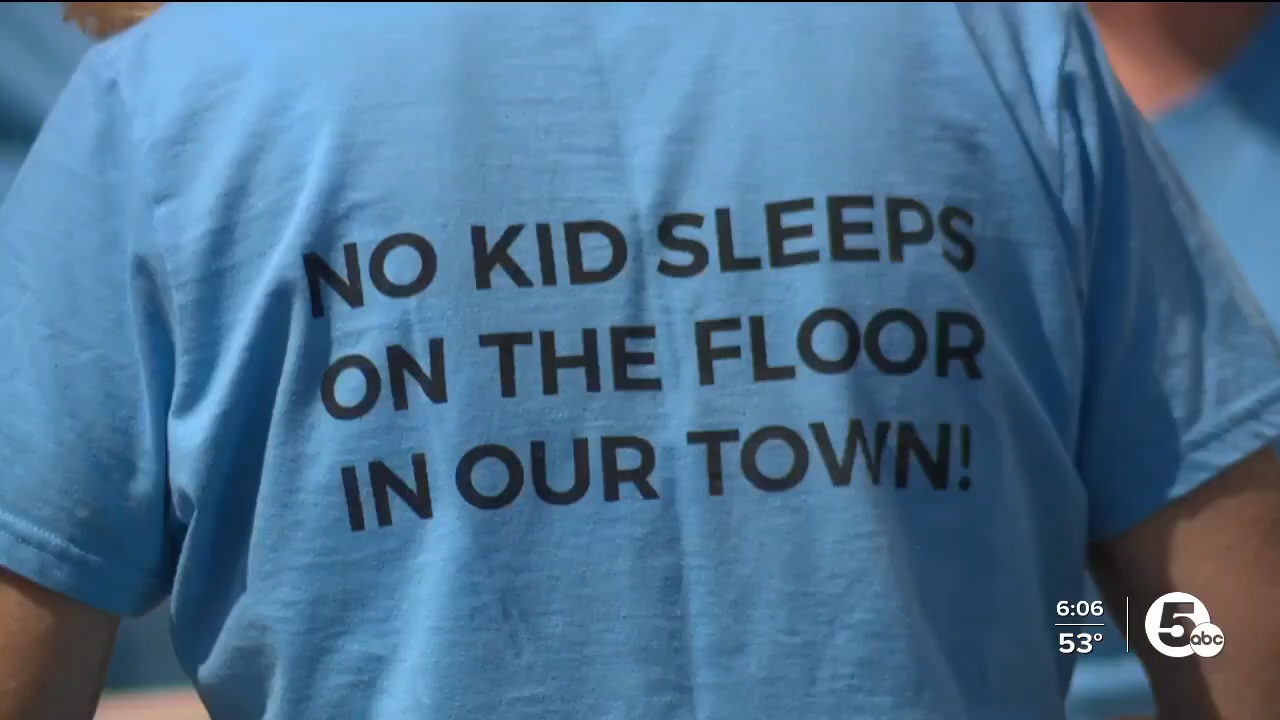 NO KID SLEEPS
ON THE FLOOR
IN OUR TOWN!
6:06
53°
5
abc